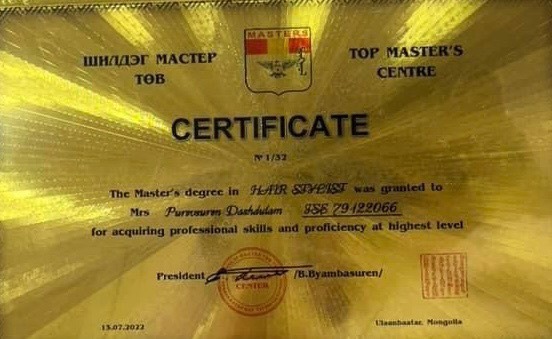 MASTERS
ШИЛДЭГ МАСТЕР
ТӨВ
TOP MASTER'S
CENTRE
CERTIFICATE
№ 1/32
The Master's degree in HAIR STYLIST was granted to
Mrs Purevsuren Dashdulam 79122066
for acquiring professional skills and proficiency at highest level
President /B.Byambasuren/
CENTER
13.07.2022
Ulaanbaatar, Mongolia